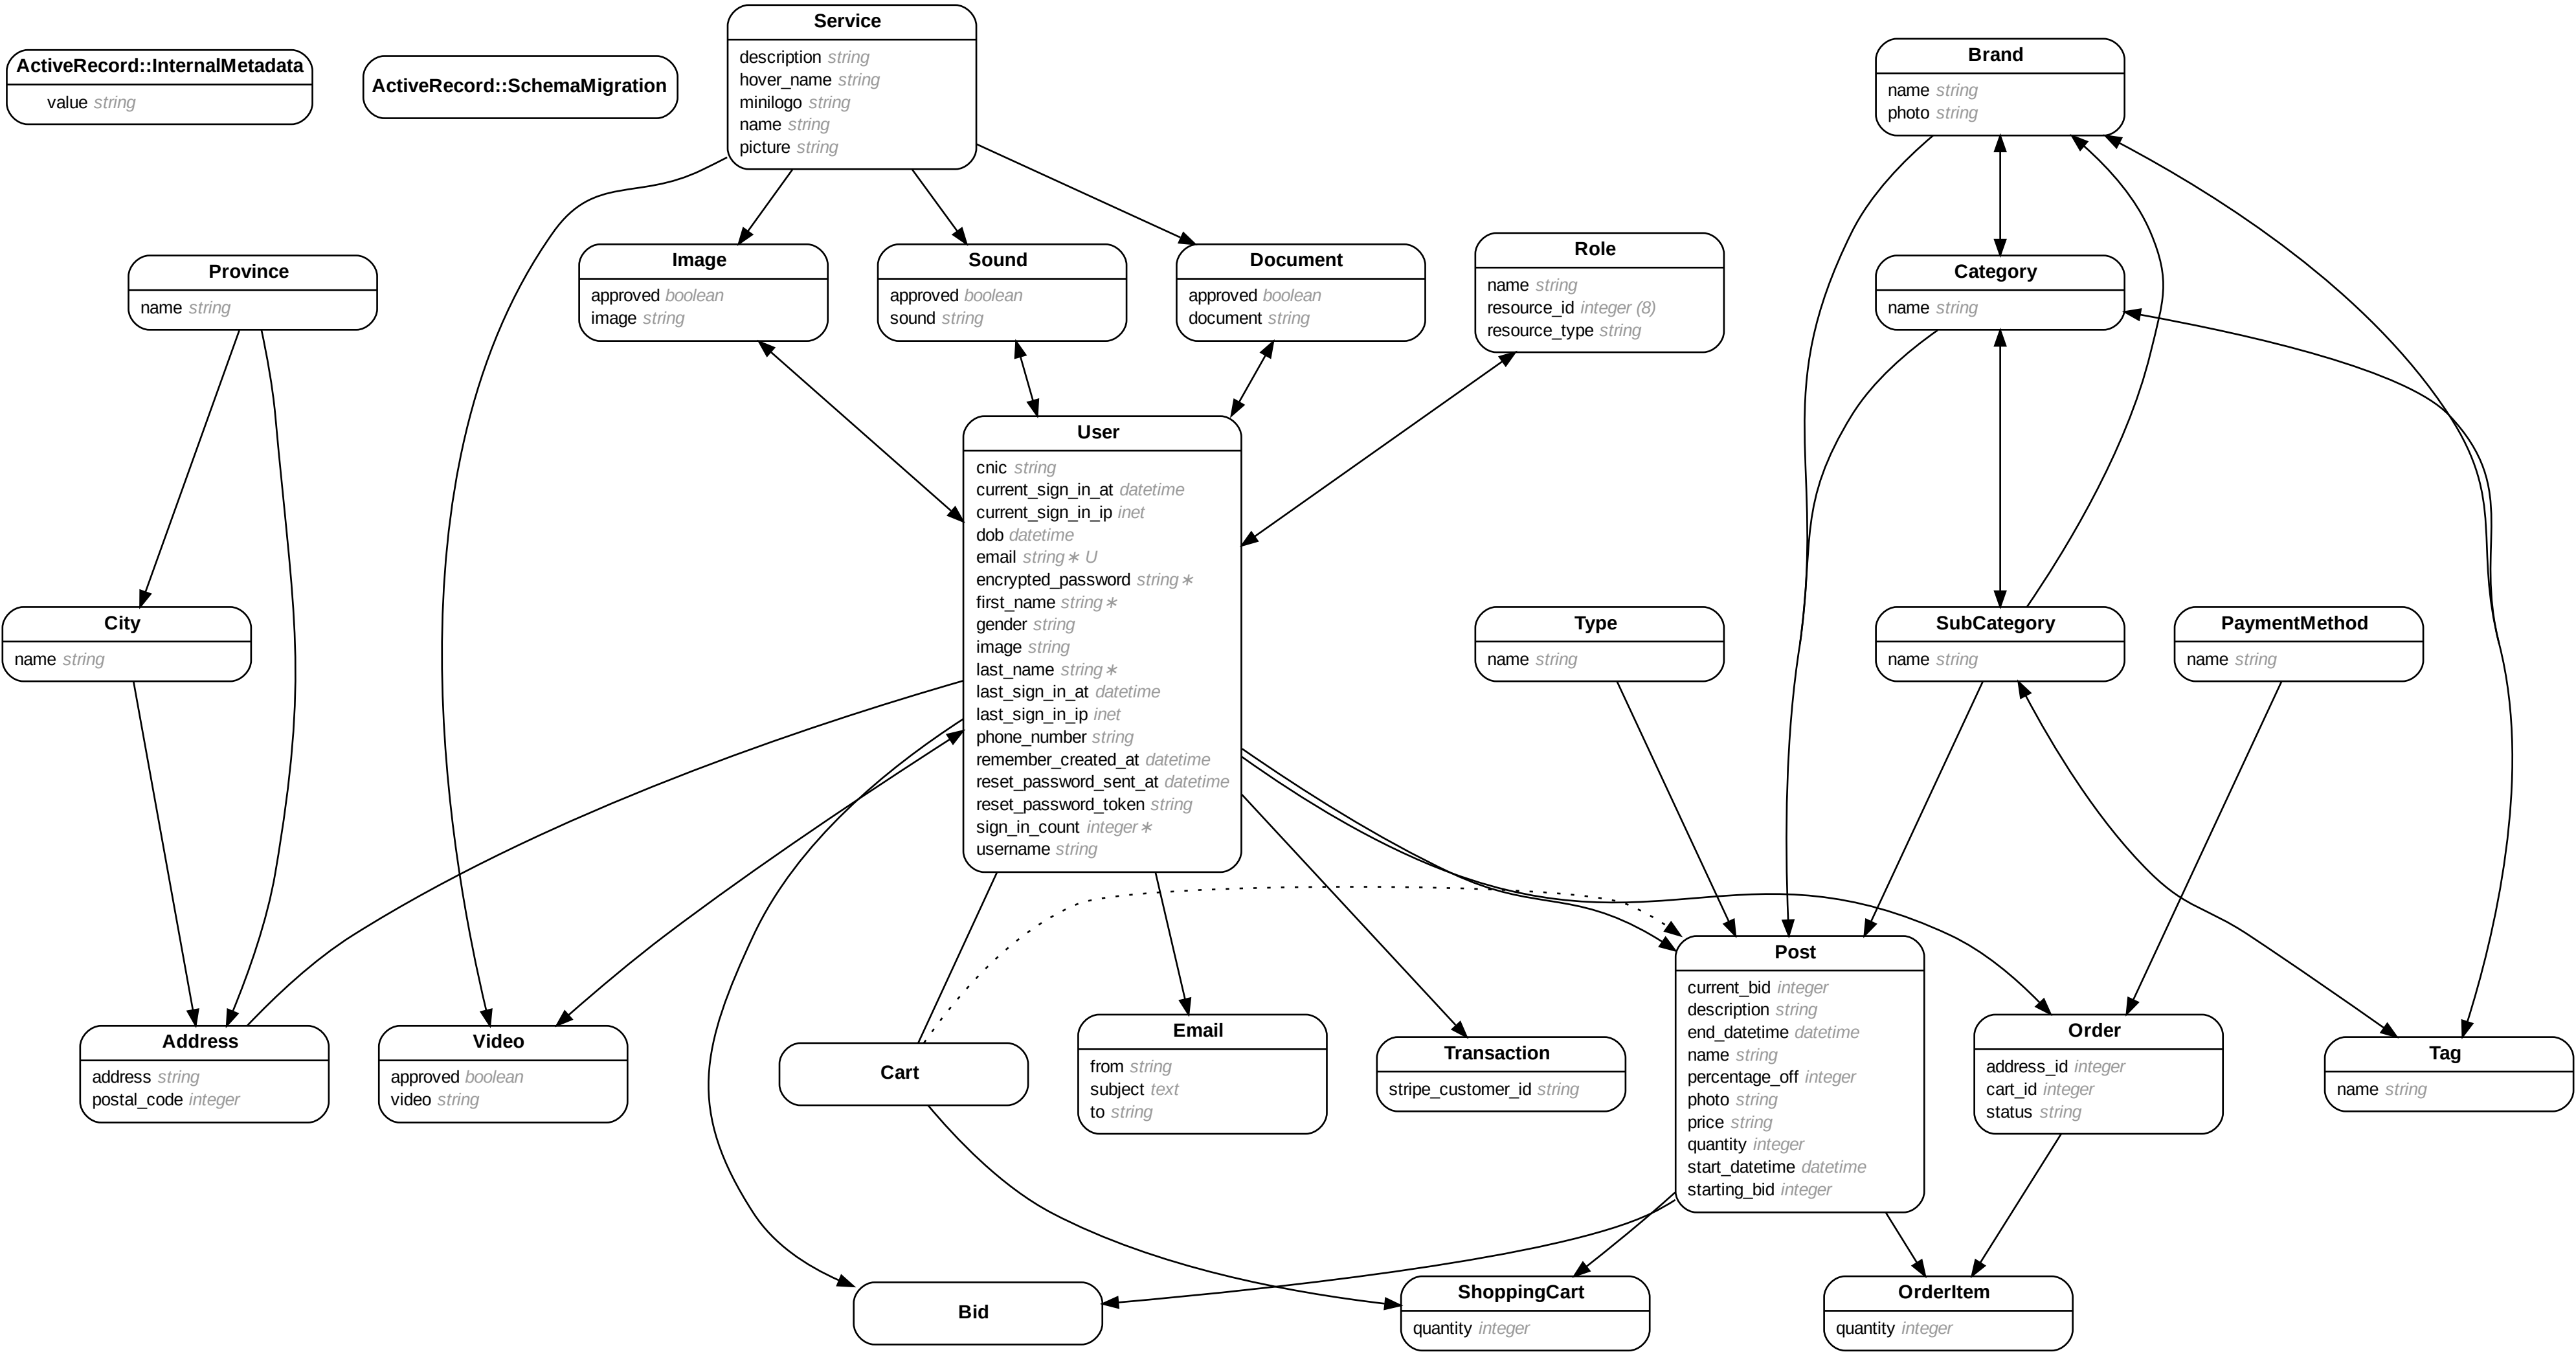 Service
description string
hover_name string
minilogo string
name string
picture string
ActiveRecord::InternalMetadata
value string
ActiveRecord::SchemaMigration
Brand
name string
photo string
Province
name string
Image
approved boolean
image string
Sound
approved boolean
sound string
Document
approved boolean
document string
Role
name string
resource_id integer (8)
resource_type string
Category
name string
User
cnic string
current_sign_in_at datetime
current_sign_in_ip inet
dob datetime
email string∗ U
encrypted_password string∗
first_name string∗
gender string
image string
last_name string∗
last_sign_in_at datetime
last_sign_in_ip inet
phone_number string
remember_created_at datetime
reset_password_sent_at datetime
reset_password_token string
sign_in_count integer∗
username string
City
name string
Type
name string
SubCategory
name string
PaymentMethod
name string
Address
address string
postal_code integer
Video
approved boolean
video string
Cart
Email
from string
subject text
to string
Transaction
stripe_customer_id string
Post
current_bid integer
description string
end_datetime datetime
name string
percentage_off integer
photo string
price string
quantity integer
start_datetime datetime
starting_bid integer
Order
address_id integer
cart_id integer
status string
Tag
name string
Bid
ShoppingCart
quantity integer
OrderItem
quantity integer